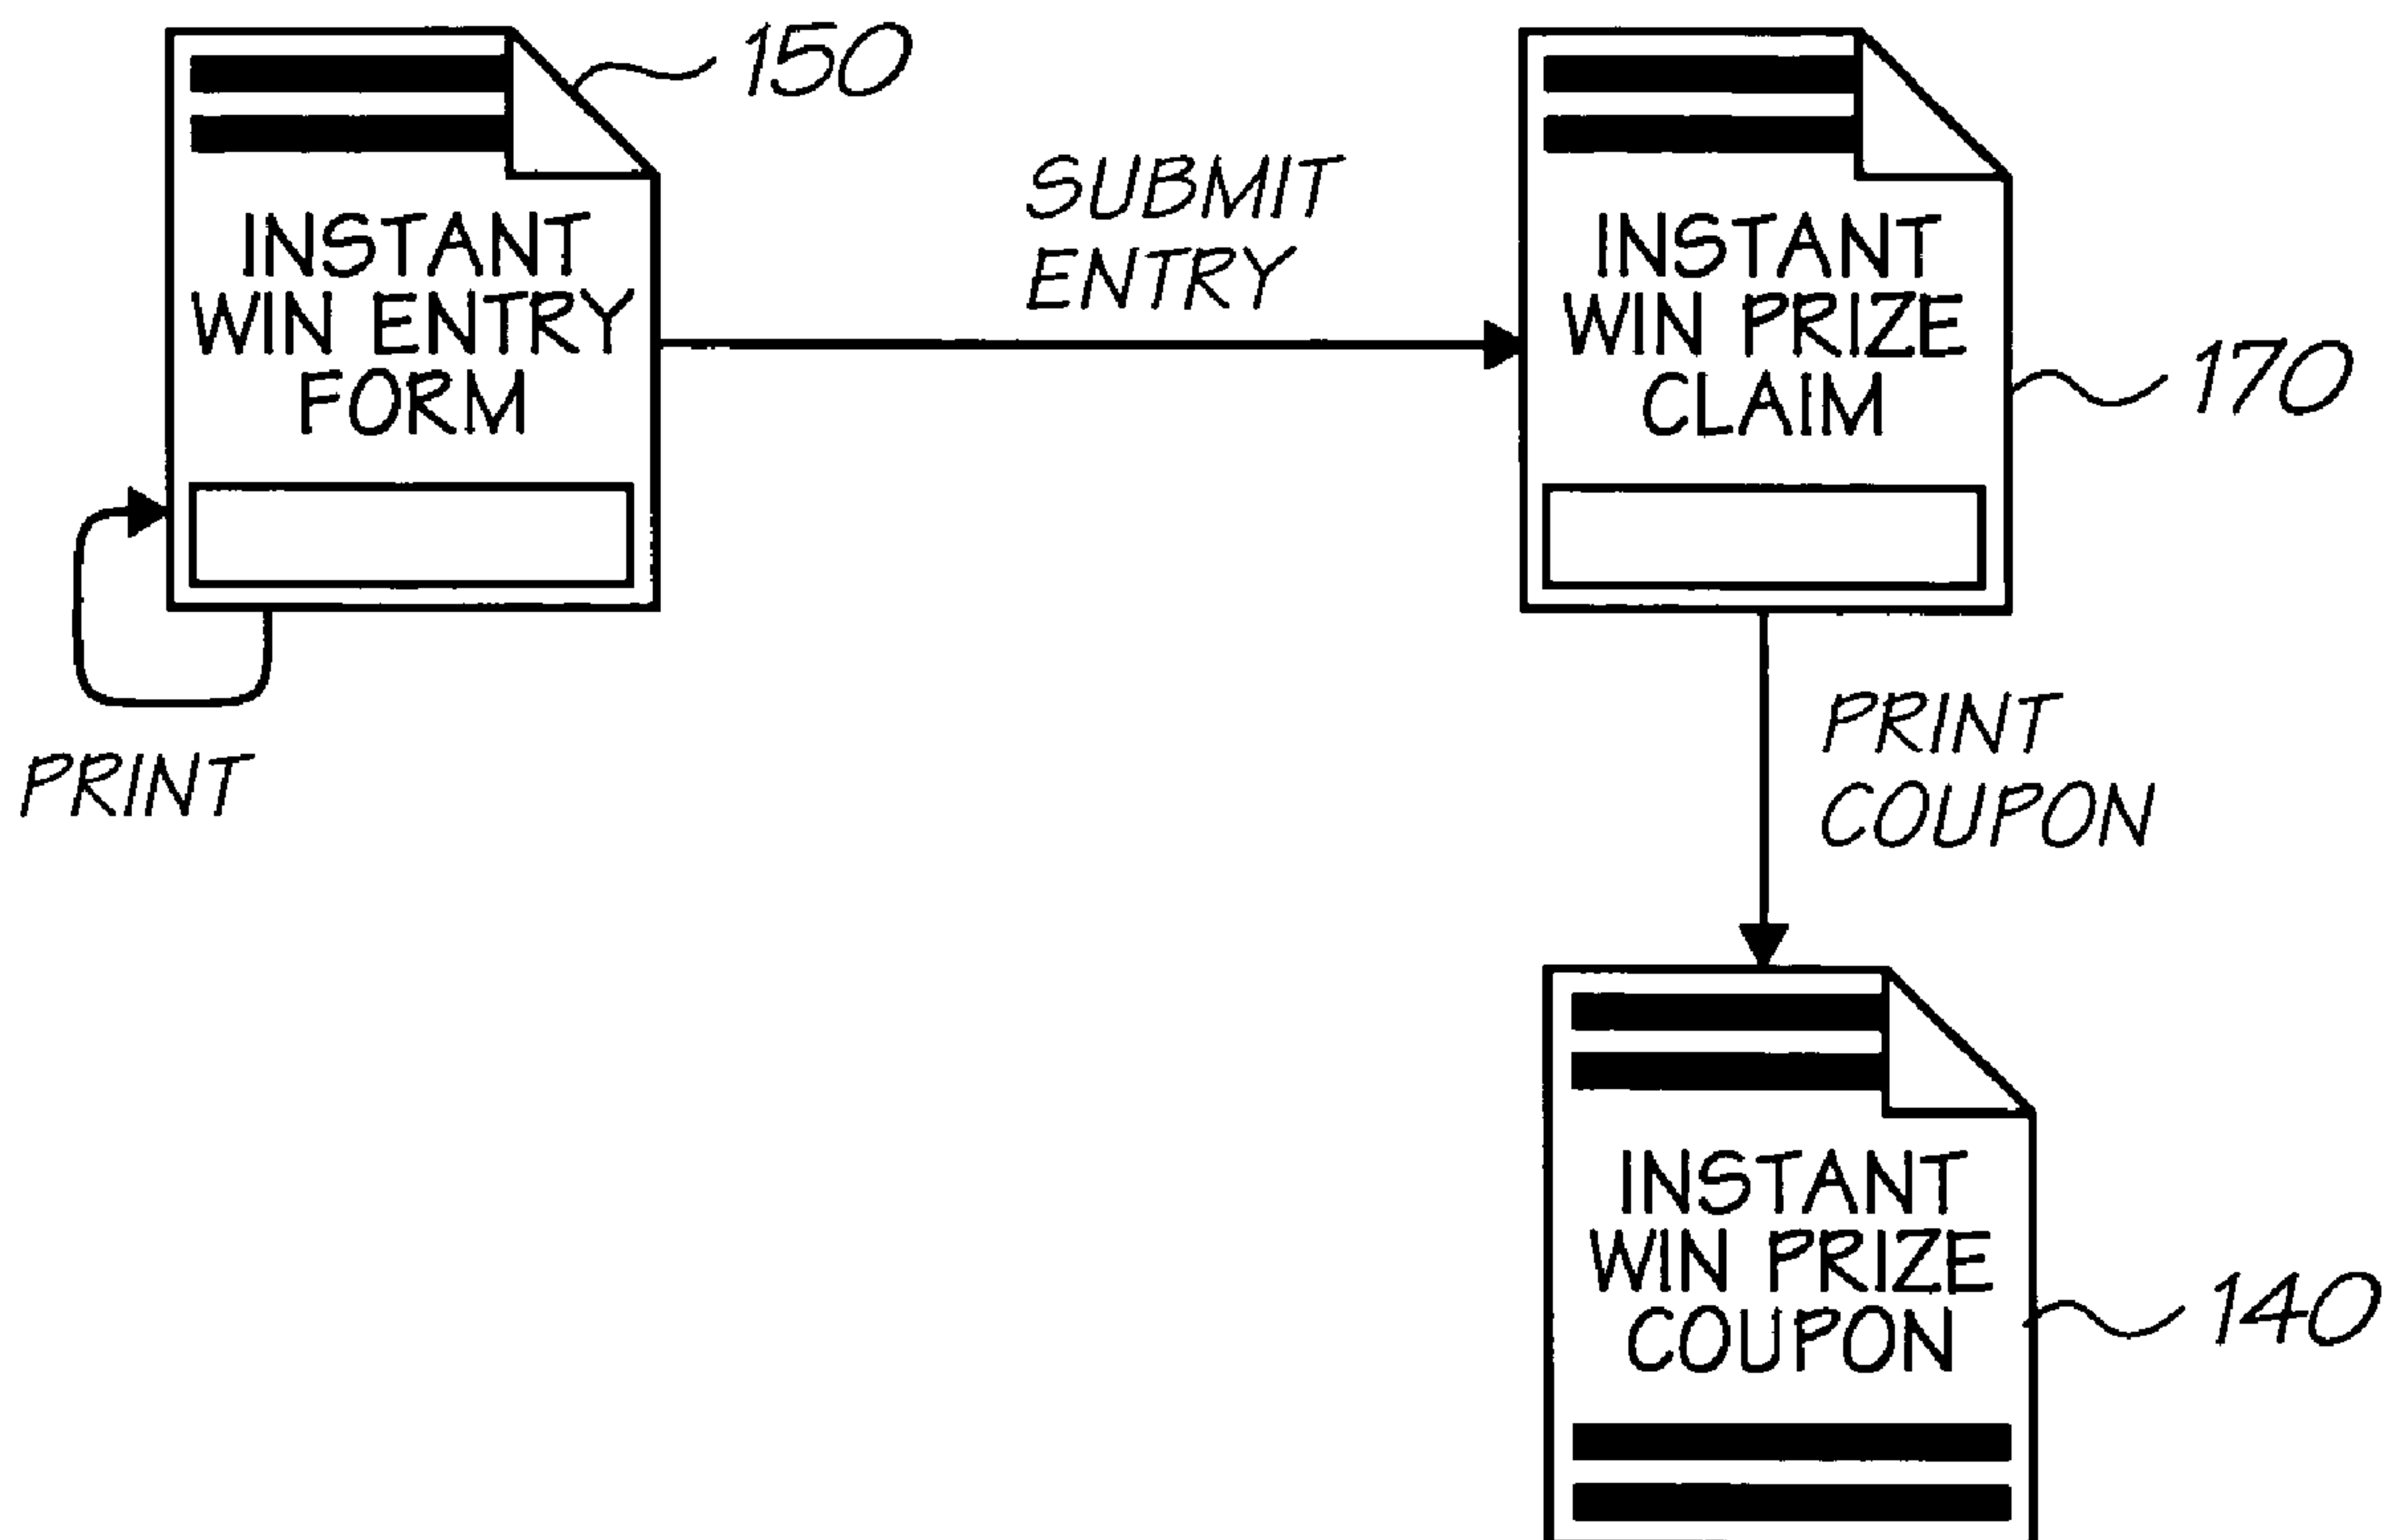 150
INSTANT
WIN ENTRY
FORM
PRINT
SUBMIT
ENTRY
INSTANT
WIN PRIZE
CLAIM
170
PRINT
COUPON
INSTANT
WIN PRIZE
COUPON
140